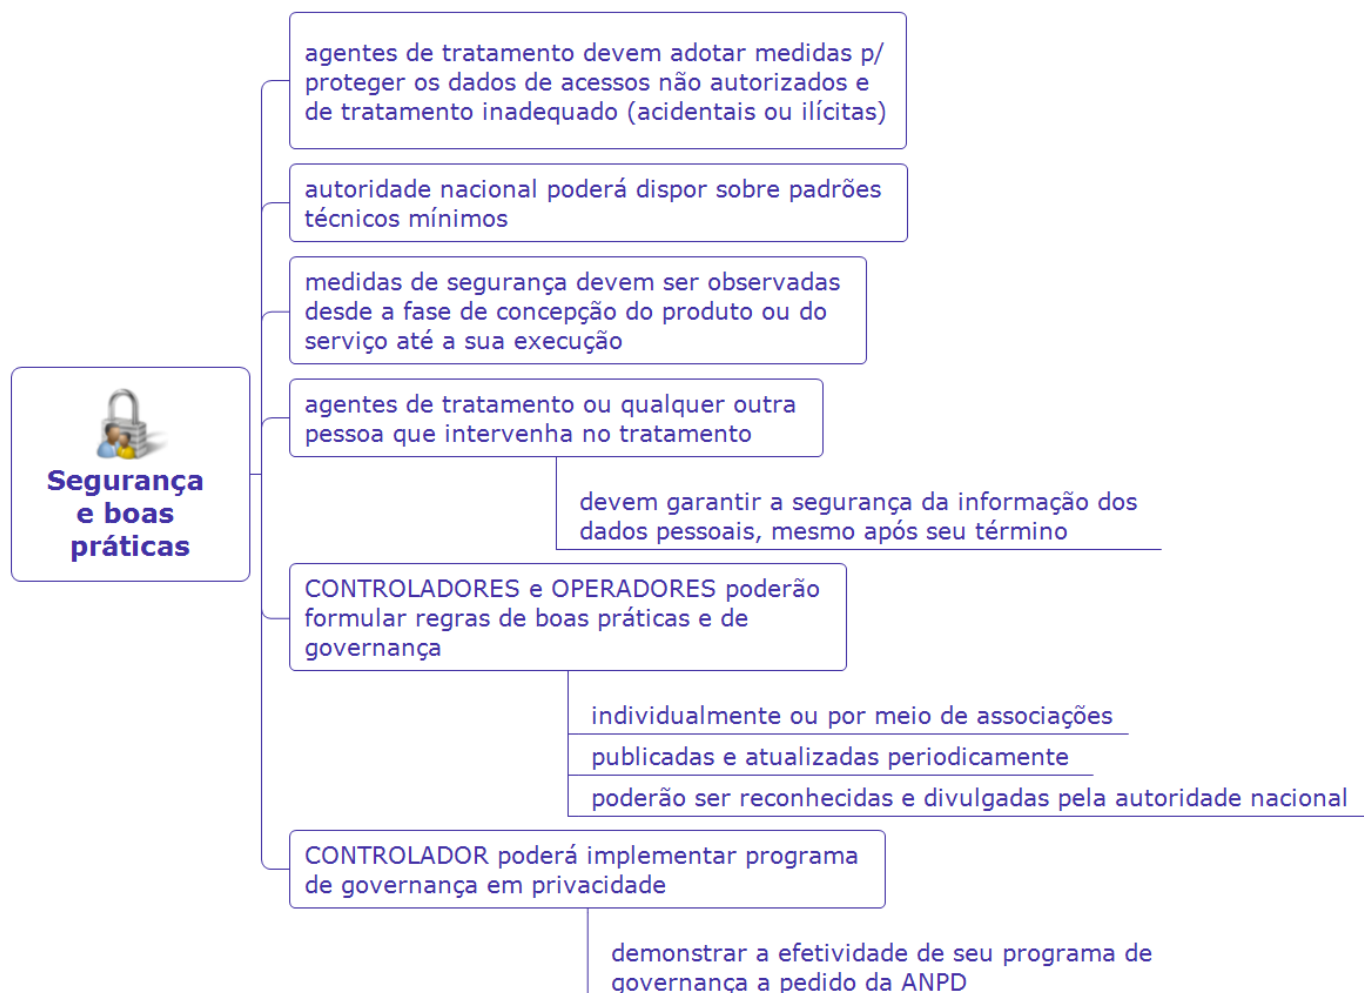 agentes de tratamento devem adotar medidas p/
proteger os dados de acessos não autorizados e
de tratamento inadequado (acidentais ou ilícitas)
autoridade nacional poderá dispor sobre padrões
técnicos mínimos
medidas de segurança devem ser observadas
desde a fase de concepção do produto ou do
serviço até a sua execução
Segurança
e boas
práticas
agentes de tratamento ou qualquer outra
pessoa que intervenha no tratamento
devem garantir a segurança da informação dos
dados pessoais, mesmo após seu término
CONTROLADORES e OPERADORES poderão
formular regras de boas práticas e de
governança
individualmente ou por meio de associações
publicadas e atualizadas periodicamente
poderão ser reconhecidas e divulgadas pela autoridade nacional
CONTROLADOR poderá implementar programa
de governança em privacidade
demonstrar a efetividade de seu programa de
governança a pedido da ANPD